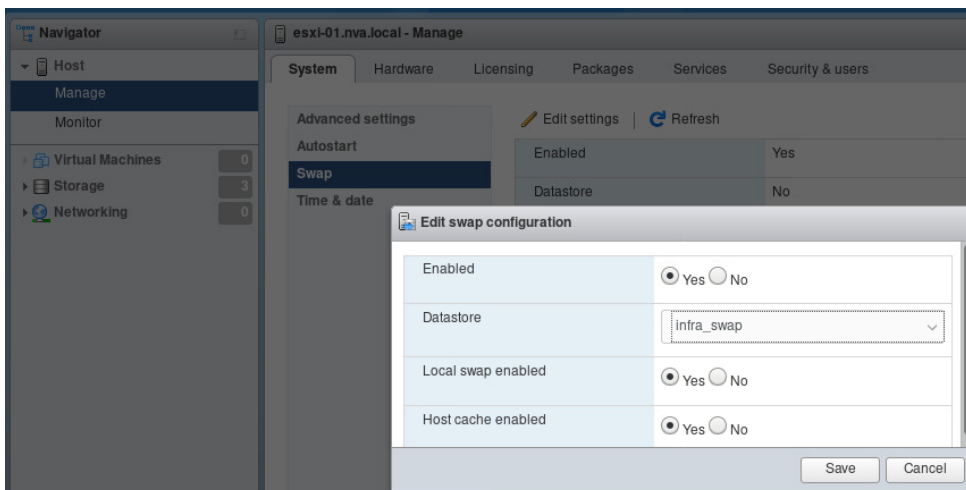 Navigator
esxi-01.nva.local - Manage
Host
Manage
Monitor
Virtual Machines 0
Storage 3
Networking 0
System Hardware Licensing Packages Services Security & users
Advanced settings
Autostart
Swap
Time & date
Edit settings | Refresh
Enabled Yes
Datastore No
Edit swap configuration
Enabled Yes No
Datastore infra_swap
Local swap enabled Yes No
Host cache enabled Yes No
Save Cancel